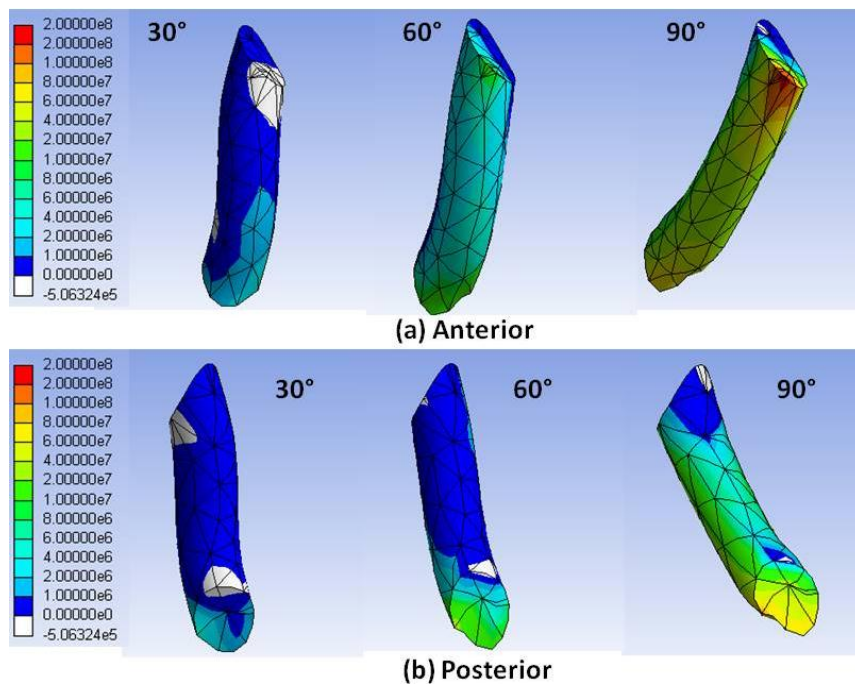 2.00000e8
2.00000e8
1.00000e8
8.00000e7
6.00000e7
4.00000e7
2.00000e7
1.00000e7
8.00000e6
6.00000e6
4.00000e6
2.00000e6
1.00000e6
0.00000e0
-5.06324e5
30°
60°
90°
(a) Anterior
2.00000e8
2.00000e8
1.00000e8
8.00000e7
6.00000e7
4.00000e7
2.00000e7
1.00000e7
8.00000e6
6.00000e6
4.00000e6
2.00000e6
1.00000e6
0.00000e0
-5.06324e5
30°
60°
90°
(b) Posterior